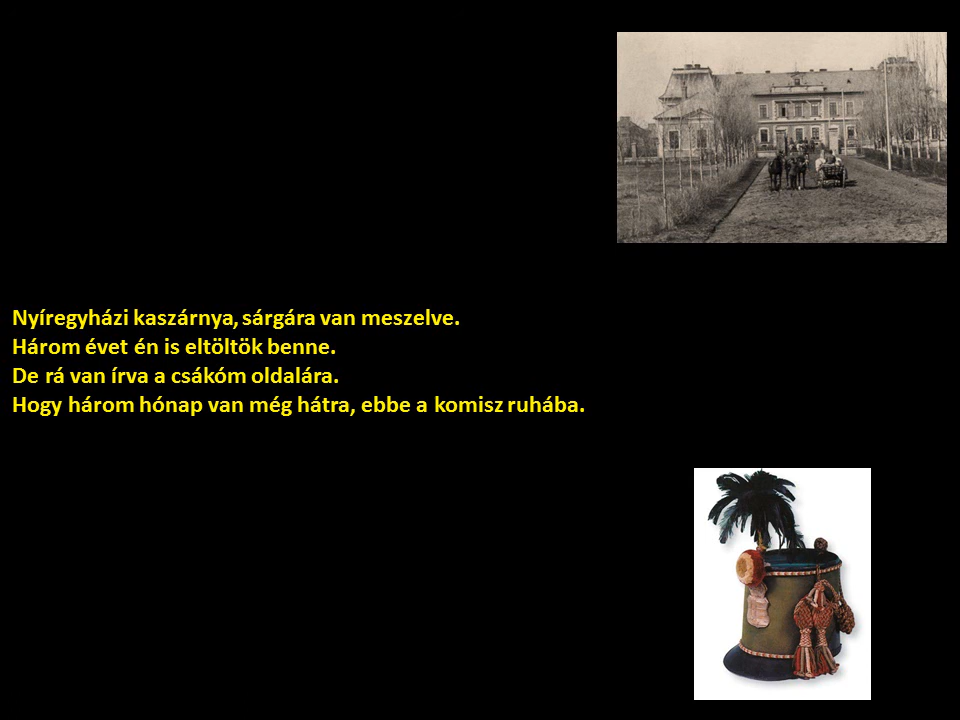 Nyíregyházi kaszárnya, sárgára van meszelve.
Három évet én is eltöltök benne.
De rá van írva a csákóm oldalára.
Hogy három hónap van még hátra, ebbe a komisz ruhába.